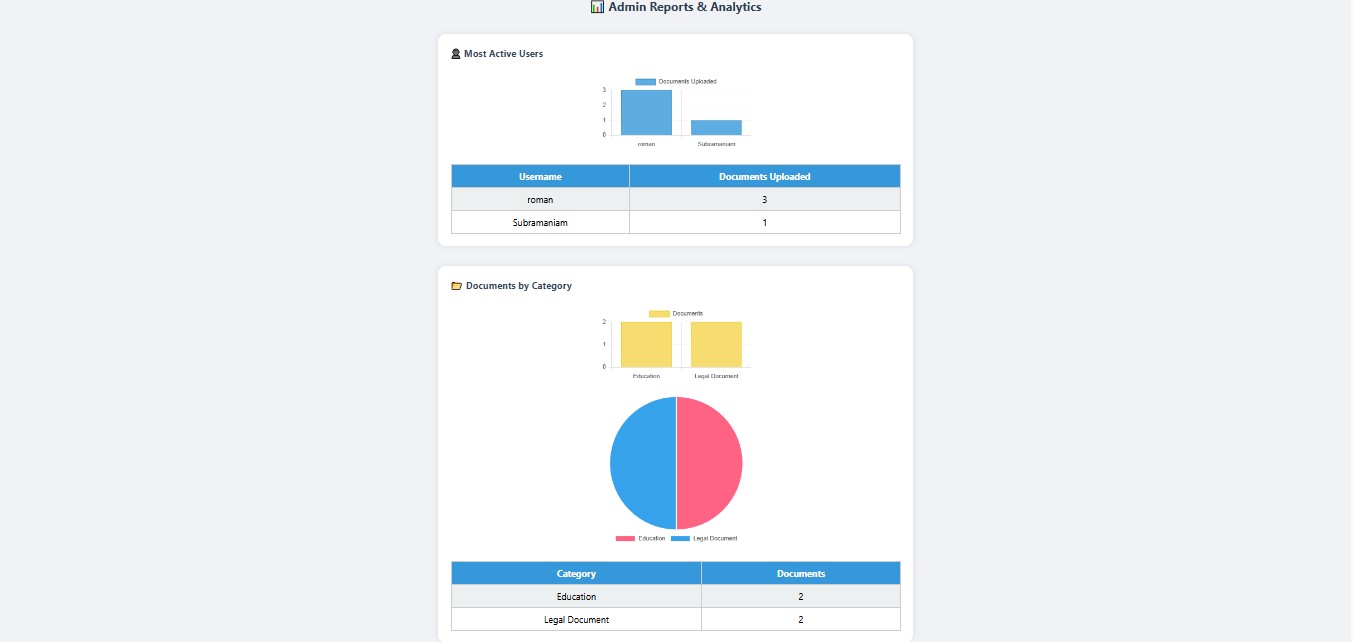 📊 Admin Reports & Analytics
Most Active Users
Documents Uploaded
3
2
1
0
roman Subramaniam
Username Documents Uploaded
roman 3
Subramaniam 1
Documents by Category
Documents
2
1
0
Education Legal Document
Education Legal Document
Category Documents
Education 2
Legal Document 2